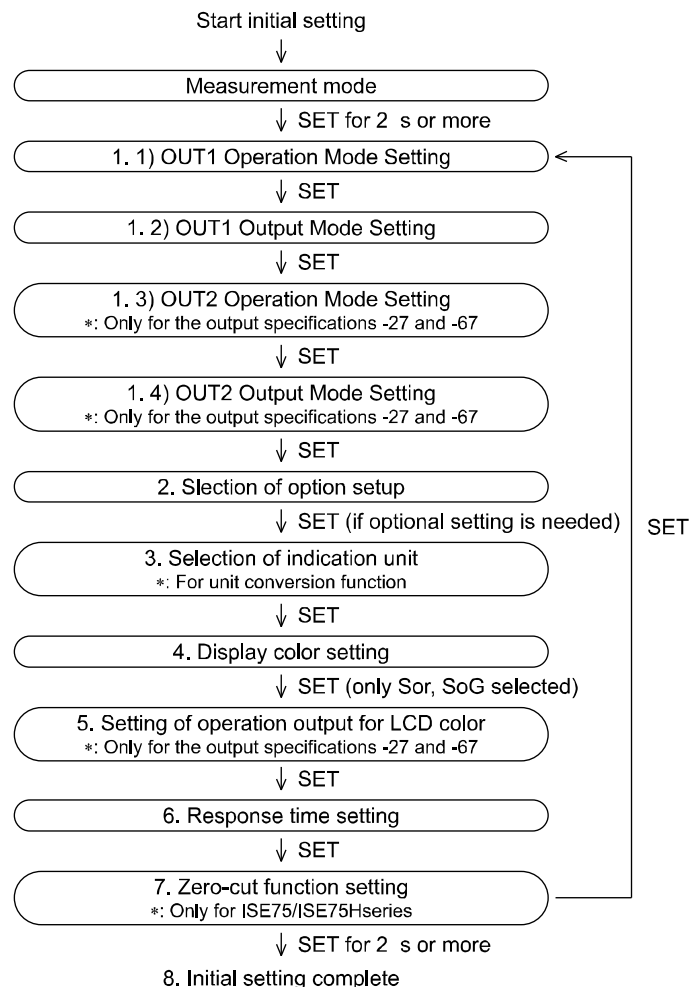 Start initial setting
↓
Measurement mode
↓ SET for 2 s or more
1. 1) OUT1 Operation Mode Setting
↓ SET
1. 2) OUT1 Output Mode Setting
↓ SET
1. 3) OUT2 Operation Mode Setting
*: Only for the output specifications -27 and -67
↓ SET
1. 4) OUT2 Output Mode Setting
*: Only for the output specifications -27 and -67
↓ SET
2. Slection of option setup
↓ SET (if optional setting is needed)
SET
3. Selection of indication unit
*: For unit conversion function
↓ SET
4. Display color setting
↓ SET (only Sor, SoG selected)
5. Setting of operation output for LCD color
*: Only for the output specifications -27 and -67
↓ SET
6. Response time setting
↓ SET
7. Zero-cut function setting
*: Only for ISE75/ISE75Hseries
↓ SET for 2 s or more
8. Initial setting complete